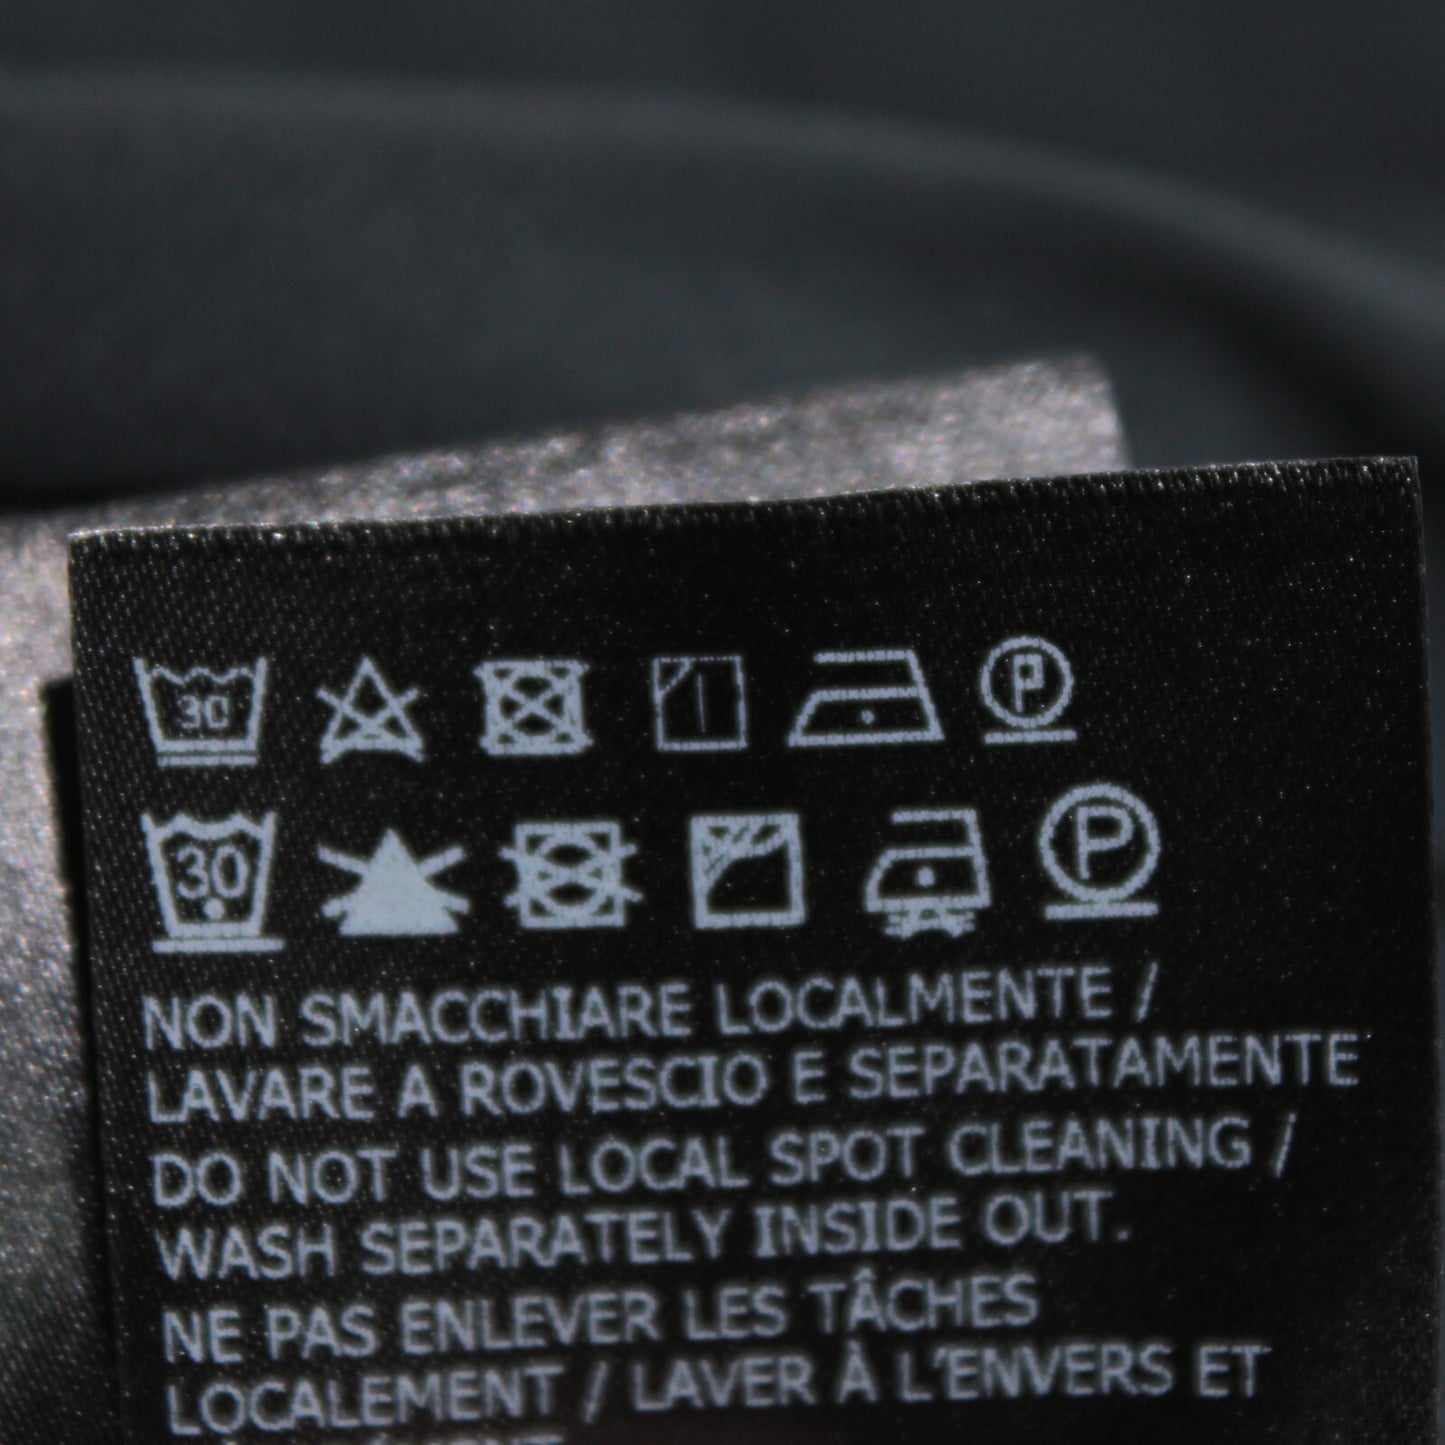 30 P
30 P
NON SMACCHIARE LOCALMENTE /
LAVARE A ROVESCIO E SEPARATAMENTE
DO NOT USE LOCAL SPOT CLEANING /
WASH SEPARATELY INSIDE OUT.
NE PAS ENLEVER LES TÂCHES
LOCALEMENT / LAVER À L'ENVERS ET